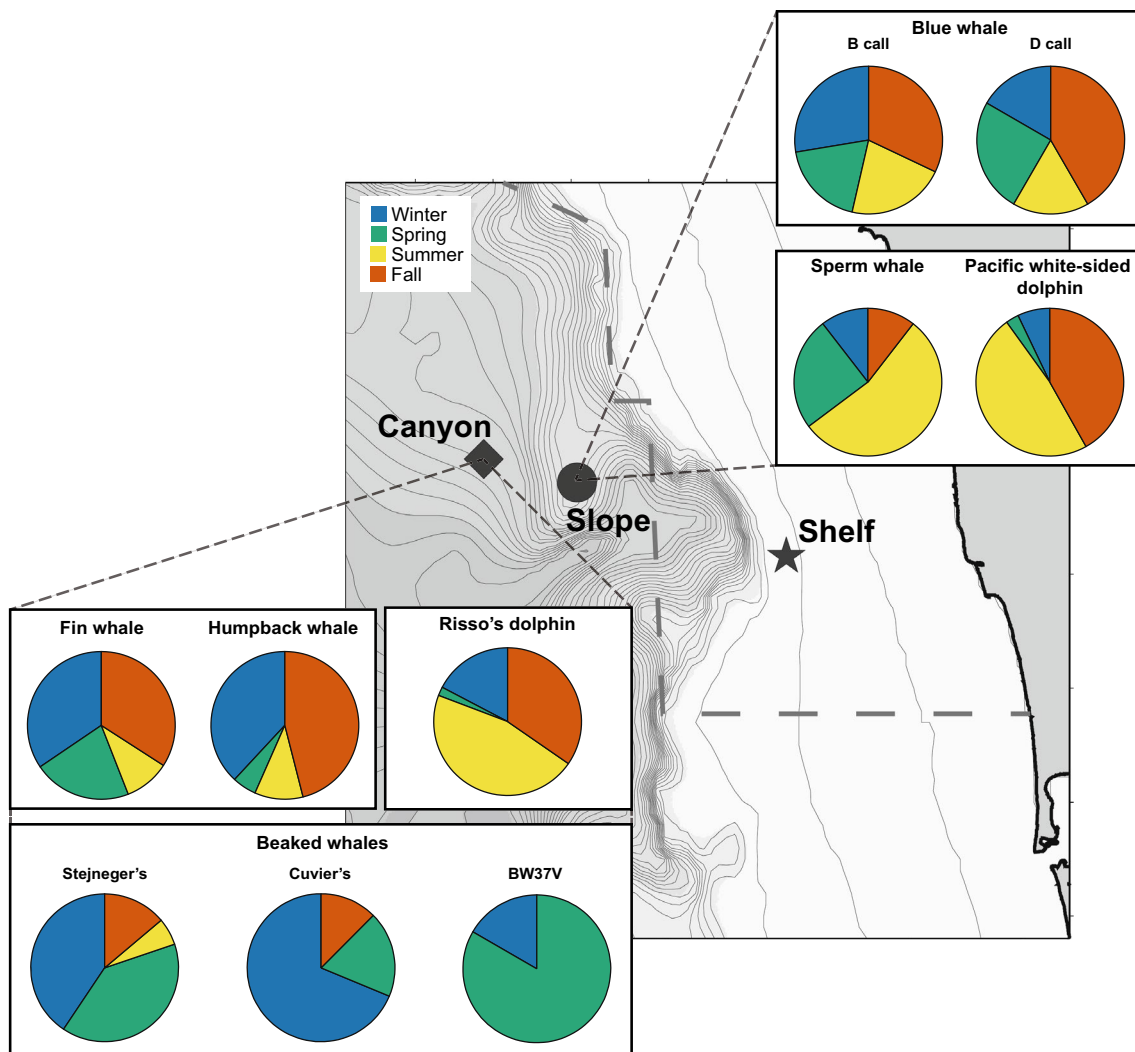 Blue whale
B call
D call
Winter
Spring
Summer
Fall
Sperm whale
Pacific white-sided
dolphin
Canyon
Slope
Shelf
Fin whale
Humpback whale
Risso's dolphin
Beaked whales
Stejneger's
Cuvier's
BW37V